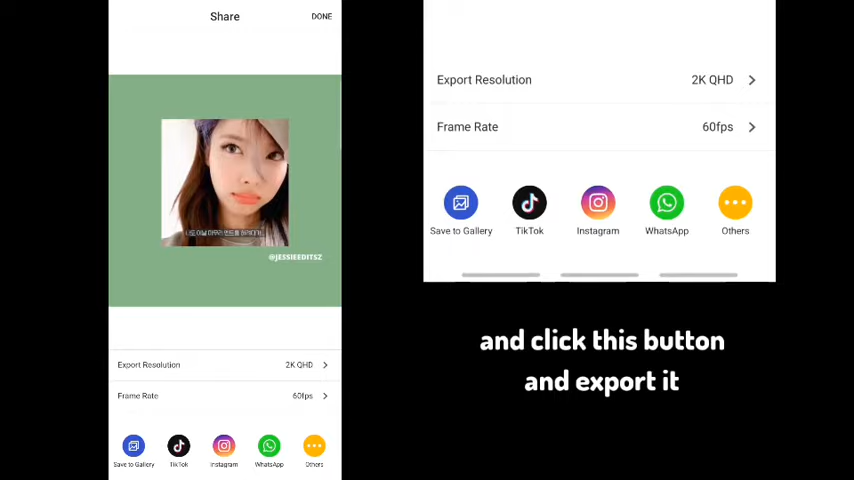 Share
DONE
@JESSIEEDITSZ
Export Resolution
2K QHD
Frame Rate
60fps
Save to Gallery
TikTok
Instagram
WhatsApp
Others
Export Resolution
2K QHD
Frame Rate
60fps
Save to Gallery
TikTok
Instagram
WhatsApp
Others
and click this button
and export it